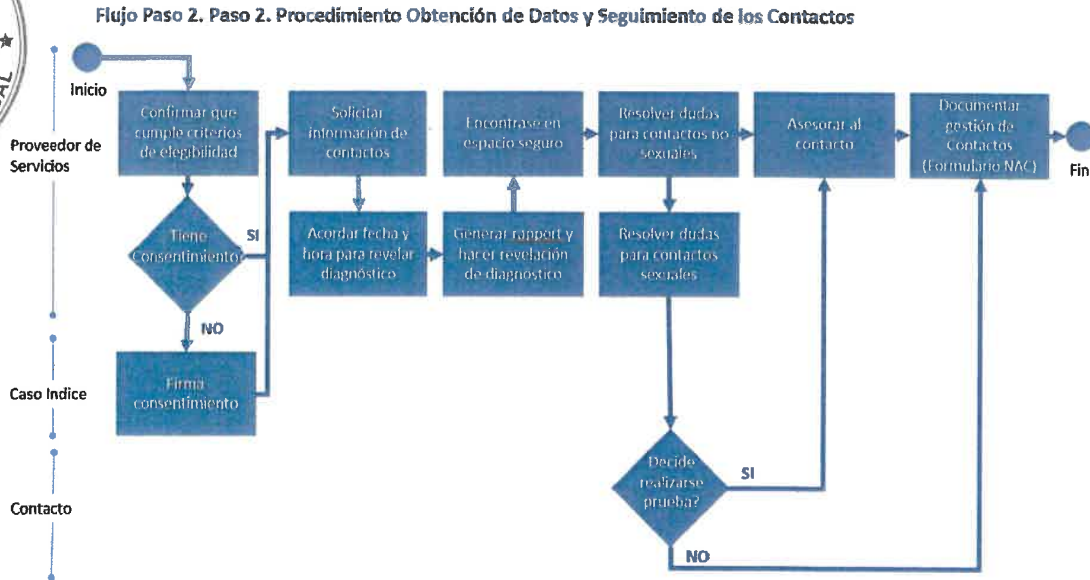 Flujo Paso 2. Paso 2. Procedimiento Obtención de Datos y Seguimiento de los Contactos
Inicio
Proveedor de
Servicios
Caso Indice
Contacto
Confirmar que
cumple criterios
de elegibilidad
Tiene
Consentimiento
SI
NO
Firma
consentimiento
Solicitar
información de
contactos
Acordar fecha y
hora para revelar
diagnóstico
Generar rapport y
hacer revelación
de diagnostico
Encontrase en
espacio seguro
Resolver dudas
para contactos no
sexuales
Resolver dudas
para contactos
sexuales
Decide
realizarse
prueba?
SI
NO
Asesorar al
contacto
Documentar
gestión de
Contactos
(Formulario NAC)
Fin